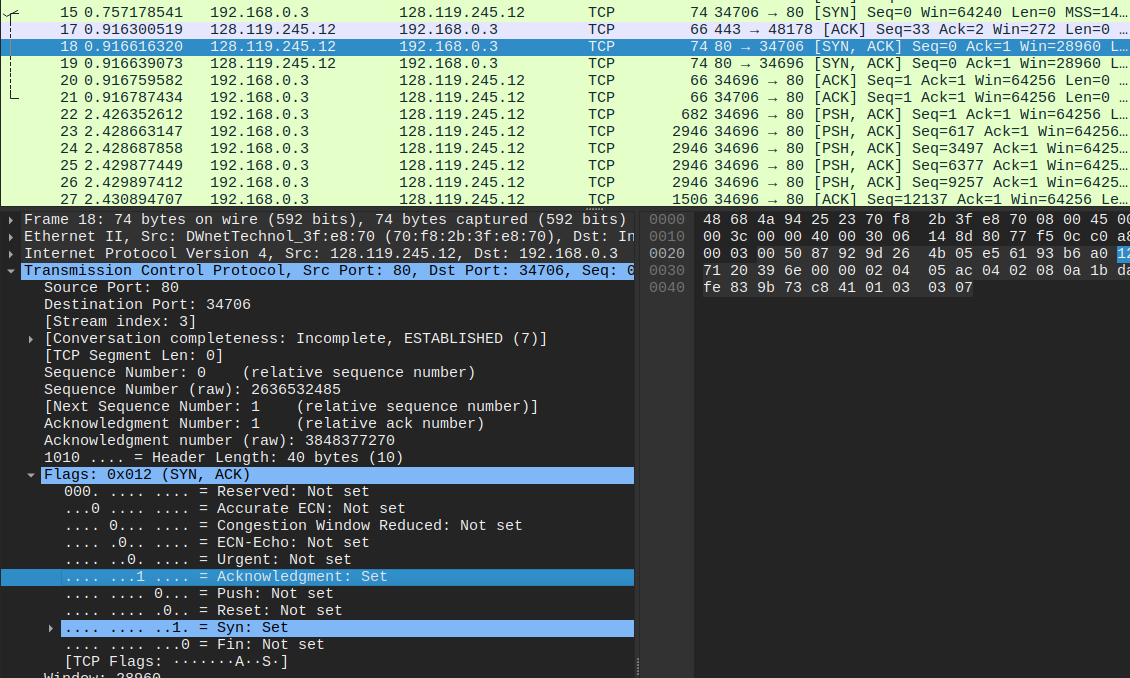 15 0.757178541 192.168.0.3 128.119.245.12 TCP 74 34706 → 80 [SYN] Seq=0 Win=64240 Len=0 MSS=14…
17 0.916300519 128.119.245.12 192.168.0.3 TCP 66 443 → 48178 [ACK] Seq=33 Ack=2 Win=272 Len=0 …
18 0.916616320 128.119.245.12 192.168.0.3 TCP 74 80 → 34706 [SYN, ACK] Seq=0 Ack=1 Win=28960 L…
19 0.916639073 128.119.245.12 192.168.0.3 TCP 74 80 → 34696 [SYN, ACK] Seq=0 Ack=1 Win=28960 L…
20 0.916759582 192.168.0.3 128.119.245.12 TCP 66 34696 → 80 [ACK] Seq=1 Ack=1 Win=64256 Len=0 …
21 0.916787434 192.168.0.3 128.119.245.12 TCP 66 34706 → 80 [ACK] Seq=1 Ack=1 Win=64256 Len=0 …
22 2.426352612 192.168.0.3 128.119.245.12 TCP 682 34696 → 80 [PSH, ACK] Seq=1 Ack=1 Win=64256 L…
23 2.428663147 192.168.0.3 128.119.245.12 TCP 2946 34696 → 80 [PSH, ACK] Seq=617 Ack=1 Win=64256…
24 2.428687858 192.168.0.3 128.119.245.12 TCP 2946 34696 → 80 [PSH, ACK] Seq=3497 Ack=1 Win=6425…
25 2.429877449 192.168.0.3 128.119.245.12 TCP 2946 34696 → 80 [PSH, ACK] Seq=6377 Ack=1 Win=6425…
26 2.429897412 192.168.0.3 128.119.245.12 TCP 2946 34696 → 80 [PSH, ACK] Seq=9257 Ack=1 Win=6425…
27 2.430894707 192.168.0.3 128.119.245.12 TCP 1506 34696 → 80 [ACK] Seq=12137 Ack=1 Win=64256 Le…
Frame 18: 74 bytes on wire (592 bits), 74 bytes captured (592 bits)
Ethernet II, Src: DWnetTechnol_3f:e8:70 (70:f8:2b:3f:e8:70), Dst: In
Internet Protocol Version 4, Src: 128.119.245.12, Dst: 192.168.0.3
Transmission Control Protocol, Src Port: 80, Dst Port: 34706, Seq: 0
Source Port: 80
Destination Port: 34706
[Stream index: 3]
[Conversation completeness: Incomplete, ESTABLISHED (7)]
[TCP Segment Len: 0]
Sequence Number: 0 (relative sequence number)
Sequence Number (raw): 2636532485
[Next Sequence Number: 1 (relative sequence number)]
Acknowledgment Number: 1 (relative ack number)
Acknowledgment number (raw): 3848377270
1010 .... = Header Length: 40 bytes (10)
Flags: 0x012 (SYN, ACK)
000. .... .... = Reserved: Not set
...0 .... .... = Accurate ECN: Not set
.... 0... .... = Congestion Window Reduced: Not set
.... .0.. .... = ECN-Echo: Not set
.... ..0. .... = Urgent: Not set
.... ...1 .... = Acknowledgment: Set
.... .... 0... = Push: Not set
.... .... .0.. = Reset: Not set
.... .... ..1. = Syn: Set
.... .... ...0 = Fin: Not set
[TCP Flags: ·······A··S·]
Window: 28960
0000 48 68 4a 94 25 23 70 f8 2b 3f e8 70 08 00 45 00
0010 00 3c 00 00 40 00 30 06 14 8d 80 77 f5 0c c0 a8
0020 00 03 00 50 87 92 9d 26 4b 05 e5 61 93 b6 a0 12
0030 71 20 39 6e 00 00 02 04 05 ac 04 02 08 0a 1b da
0040 fe 83 9b 73 c8 41 01 03 03 07